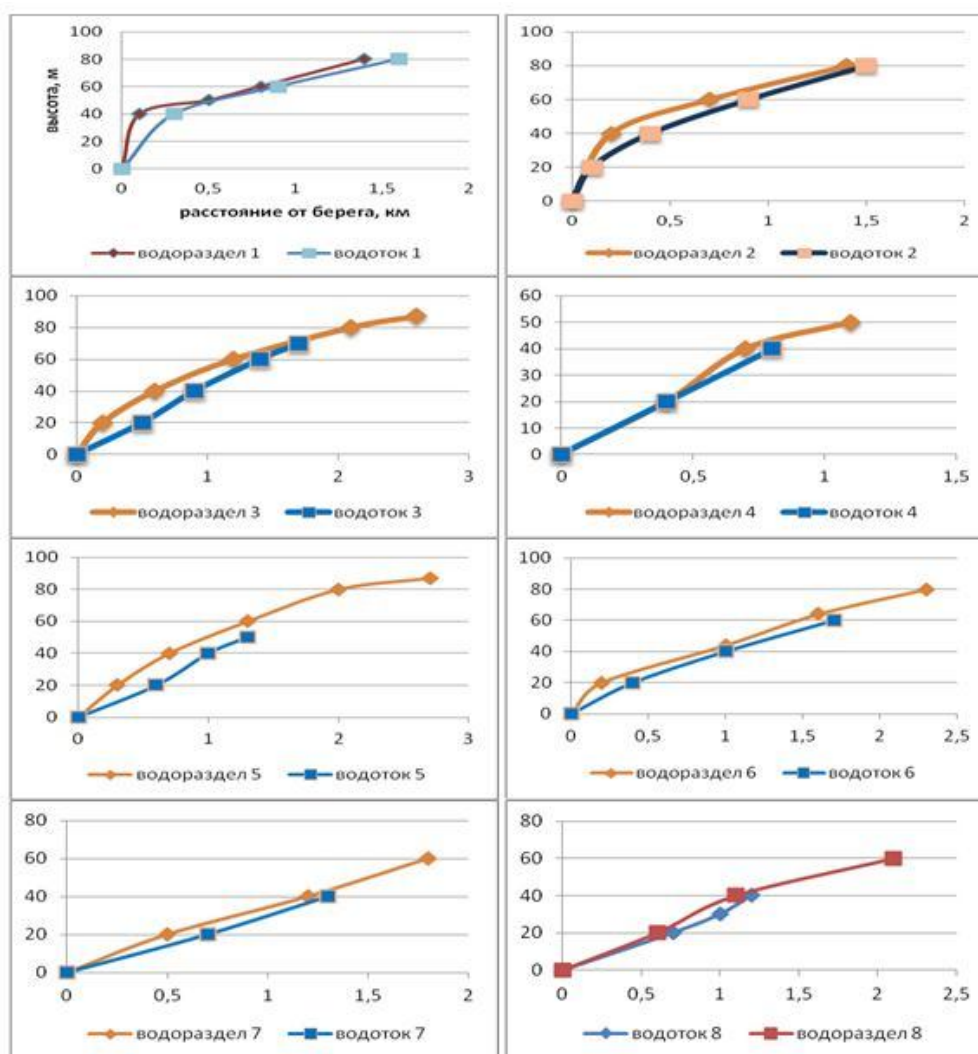 100
80
60
40
20
0
высота, м
0 0,5 1 1,5 2
расстояние от берега, км
водораздел 1 водоток 1
100
80
60
40
20
0
0 0,5 1 1,5 2
водораздел 2 водоток 2
100
80
60
40
20
0
0 1 2 3
водораздел 3 водоток 3
60
50
40
30
20
10
0
0 0,5 1 1,5
водораздел 4 водоток 4
100
80
60
40
20
0
0 1 2 3
водораздел 5 водоток 5
100
80
60
40
20
0
0 0,5 1 1,5 2 2,5
водораздел 6 водоток 6
80
60
40
20
0
0 0,5 1 1,5 2
водораздел 7 водоток 7
80
60
40
20
0
0 0,5 1 1,5 2 2,5
водоток 8 водораздел 8